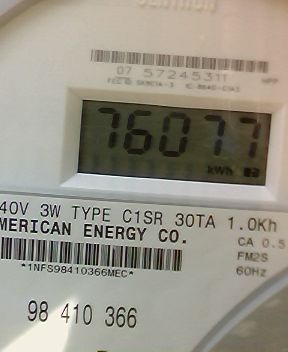 CENTRON
07 57245311
76077
kWh
40V 3W TYPE C1SR 30TA 1.0Kh
MERICAN ENERGY CO.
CA 0.5
FM2S
60Hz
*1NFS98410366MEC*
98 410 366